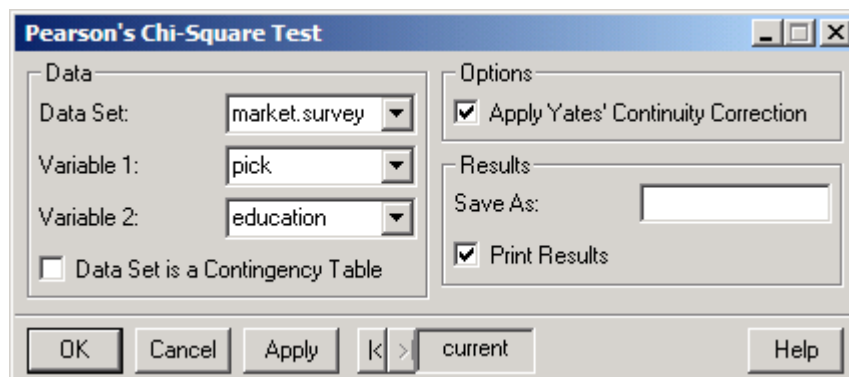 Pearson's Chi-Square Test
Data
Data Set: market.survey
Variable 1: pick
Variable 2: education
Data Set is a Contingency Table
Options
Apply Yates' Continuity Correction
Results
Save As:
Print Results
OK Cancel Apply current Help